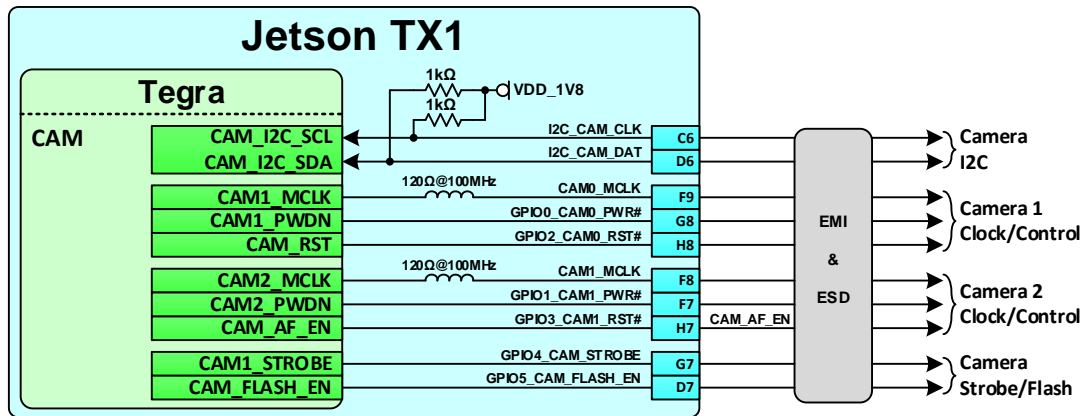 Jetson TX1
Tegra
CAM
1kΩ
1kΩ
VDD_1V8
CAM_I2C_SCL
I2C_CAM_CLK
C6
CAM_I2C_SDA
I2C_CAM_DAT
D6
Camera
I2C
CAM1_MCLK
120Ω@100MHz
CAM0_MCLK
F9
CAM1_PWDN
GPIO0_CAM0_PWR#
G8
CAM_RST
GPIO2_CAM0_RST#
H8
Camera 1
Clock/Control
EMI
&
ESD
CAM2_MCLK
120Ω@100MHz
CAM1_MCLK
F8
CAM2_PWDN
GPIO1_CAM1_PWR#
F7
CAM_AF_EN
GPIO3_CAM1_RST#
H7
CAM_AF_EN
Camera 2
Clock/Control
CAM1_STROBE
GPIO4_CAM_STROBE
G7
CAM_FLASH_EN
GPIO5_CAM_FLASH_EN
D7
Camera
Strobe/Flash